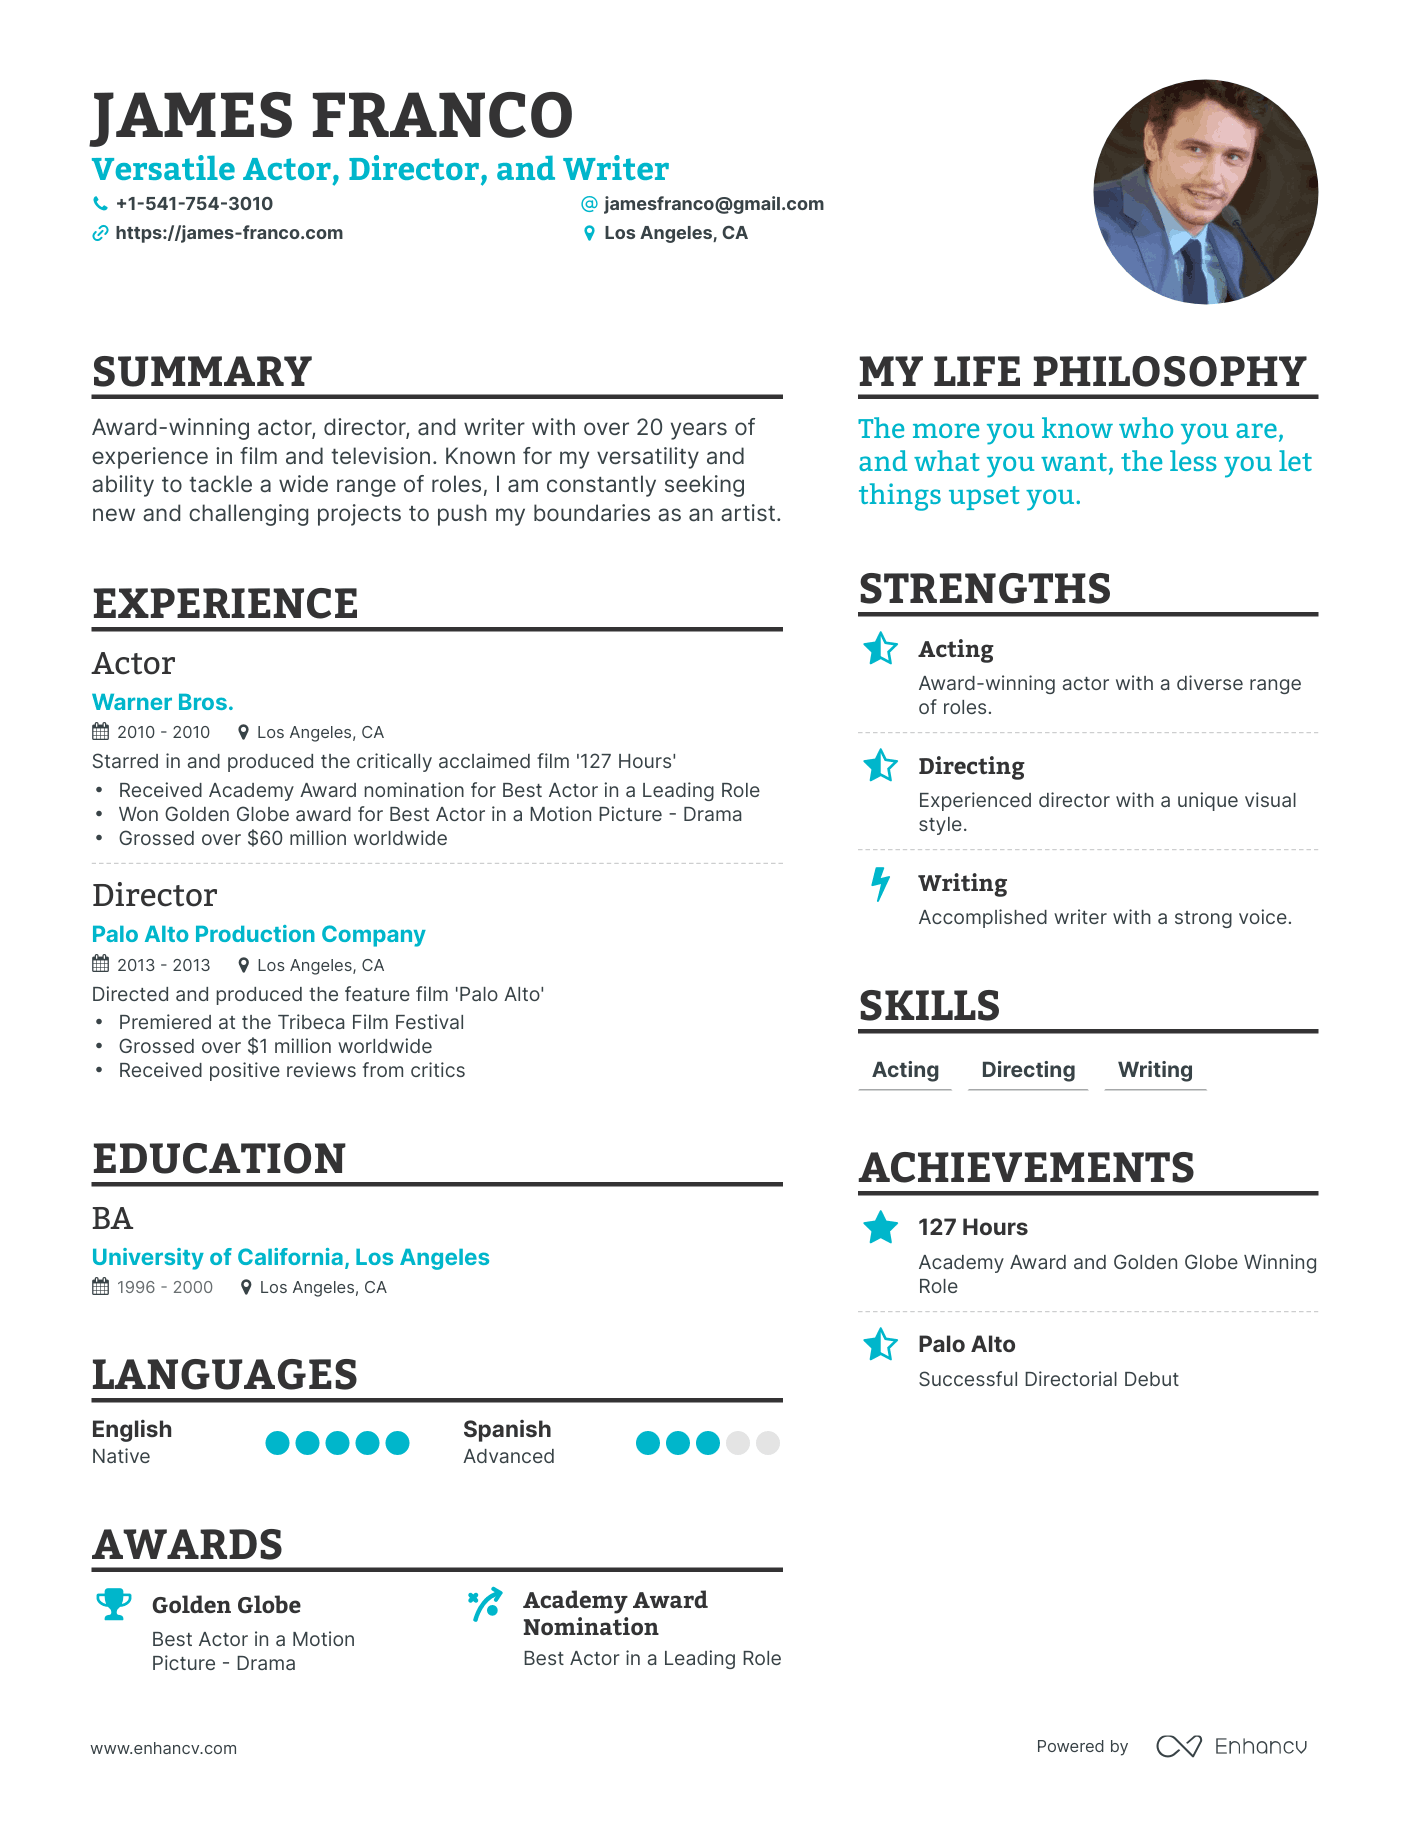 JAMES FRANCO
Versatile Actor, Director, and Writer
+1-541-754-3010
jamesfranco@gmail.com
https://james-franco.com
Los Angeles, CA
SUMMARY
Award-winning actor, director, and writer with over 20 years of
experience in film and television. Known for my versatility and
ability to tackle a wide range of roles, I am constantly seeking
new and challenging projects to push my boundaries as an artist.
EXPERIENCE
Actor
Warner Bros.
2010 - 2010 Los Angeles, CA
Starred in and produced the critically acclaimed film '127 Hours'
• Received Academy Award nomination for Best Actor in a Leading Role
• Won Golden Globe award for Best Actor in a Motion Picture - Drama
• Grossed over $60 million worldwide
Director
Palo Alto Production Company
2013 - 2013 Los Angeles, CA
Directed and produced the feature film 'Palo Alto'
• Premiered at the Tribeca Film Festival
• Grossed over $1 million worldwide
• Received positive reviews from critics
EDUCATION
BA
University of California, Los Angeles
1996 - 2000 Los Angeles, CA
LANGUAGES
English
Native
Spanish
Advanced
AWARDS
Golden Globe
Best Actor in a Motion
Picture - Drama
Academy Award
Nomination
Best Actor in a Leading Role
MY LIFE PHILOSOPHY
The more you know who you are,
and what you want, the less you let
things upset you.
STRENGTHS
Acting
Award-winning actor with a diverse range
of roles.
Directing
Experienced director with a unique visual
style.
Writing
Accomplished writer with a strong voice.
SKILLS
Acting Directing Writing
ACHIEVEMENTS
127 Hours
Academy Award and Golden Globe Winning
Role
Palo Alto
Successful Directorial Debut
www.enhancv.com
Powered by Enhancv